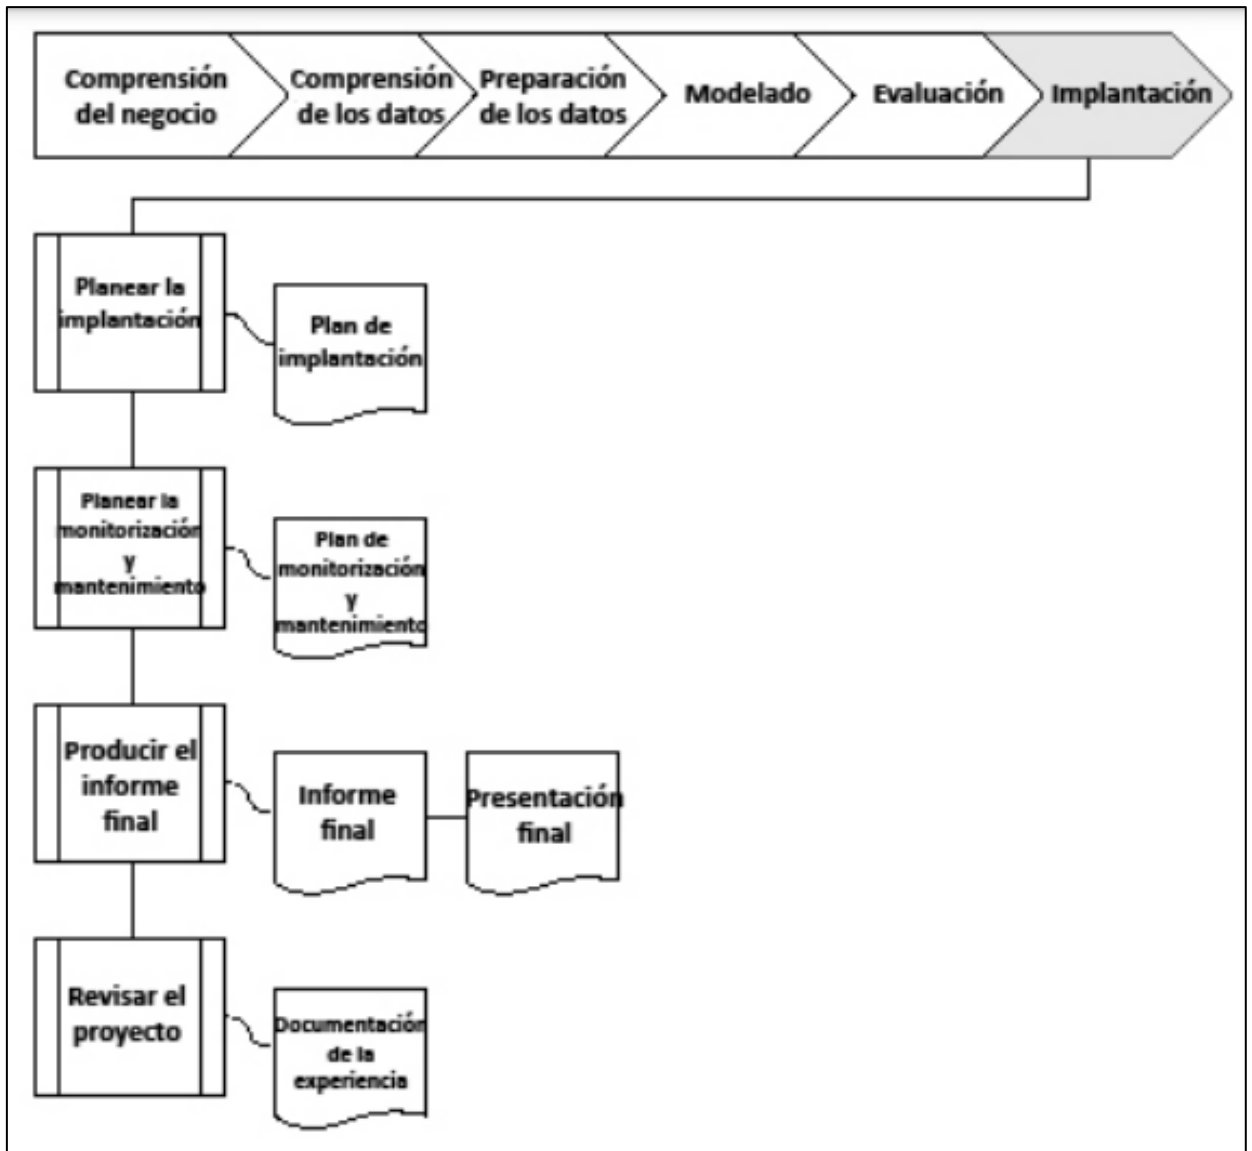 Comprensión
del negocio
Comprensión
de los datos
Preparación
de los datos
Modelado
Evaluación
Implantación
Planear la
implantación
Plan de
implantación
Planear la
monitorización
y
mantenimiento
Plan de
monitorización
y
mantenimiento
Producir el
informe
final
Informe
final
Presentación
final
Revisar el
proyecto
Documentación
de la
experiencia